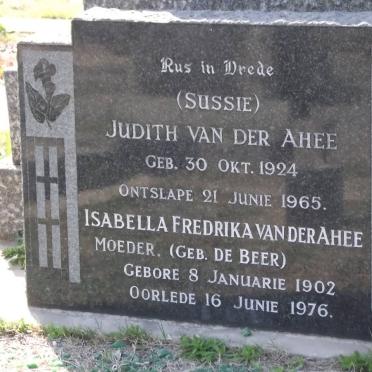 Rus in Vrede
(SUSSIE)
JUDITH VAN DER AHEE
GEB. 30 OKT. 1924
ONTSLAPE 21 JUNIE 1965.
ISABELLA FREDRIKA VAN DER AHEE
MOEDER. (GEB. DE BEER)
GEBORE 8 JANUARIE 1902
OORLEDE 16 JUNIE 1976.